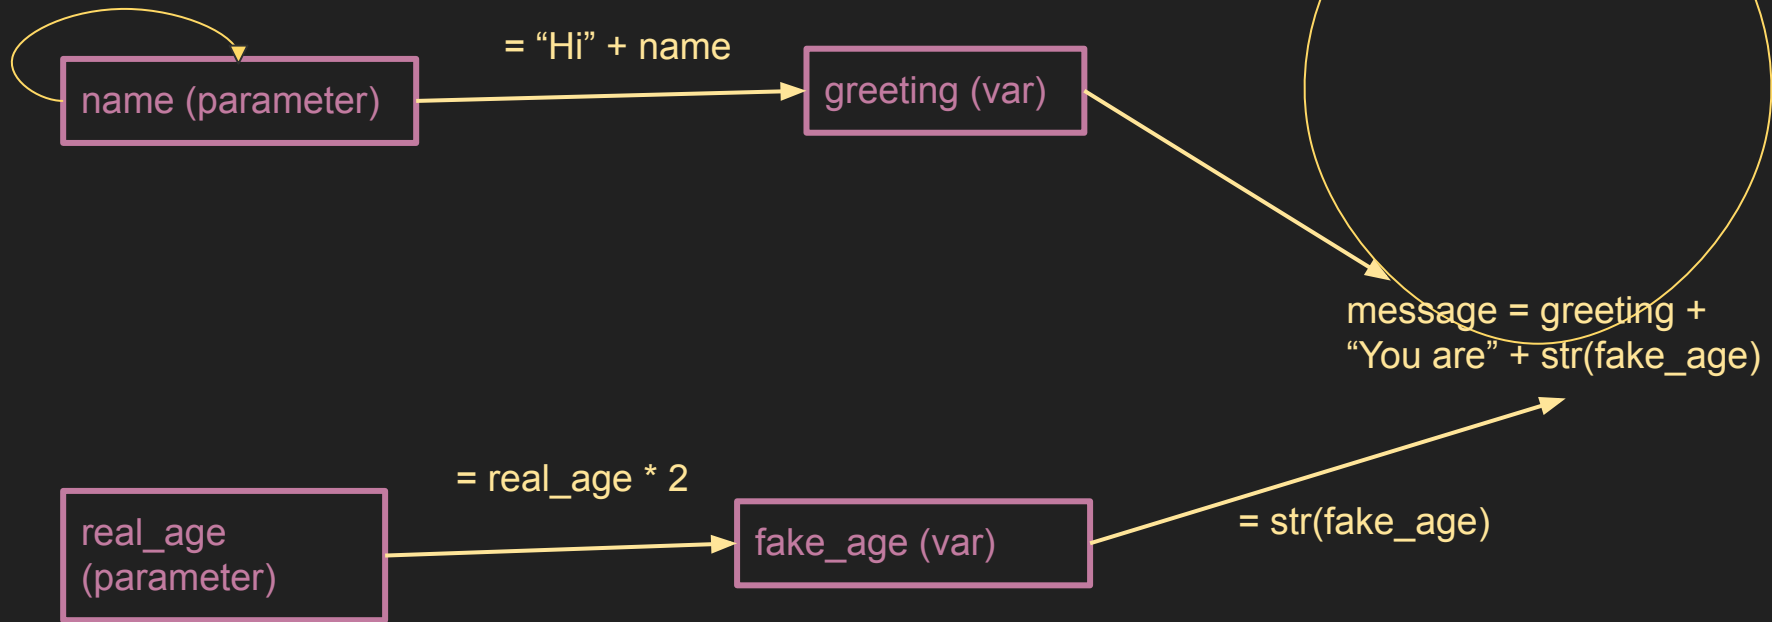 = “Hi” + name
name (parameter)
greeting (var)
message = greeting +
“You are” + str(fake_age)
= real_age * 2
real_age
(parameter)
fake_age (var)
= str(fake_age)